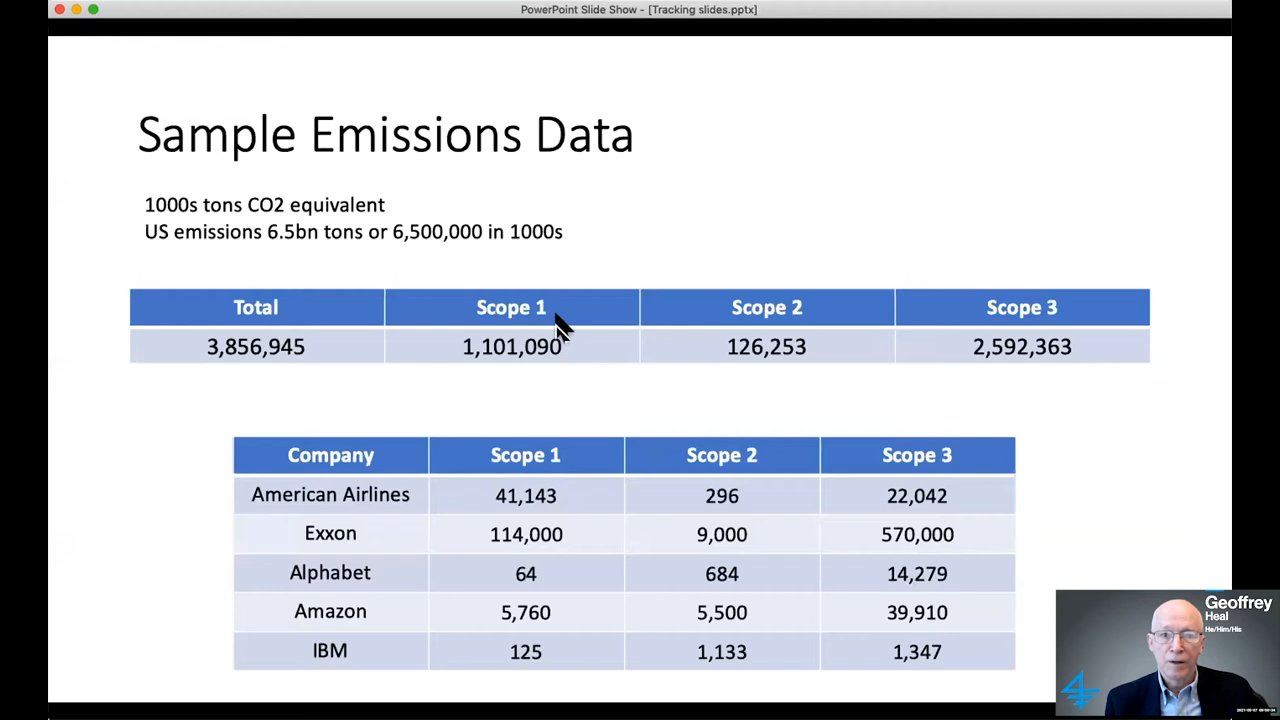 PowerPoint Slide Show - [Tracking slides.pptx]
Sample Emissions Data
1000s tons CO2 equivalent
US emissions 6.5bn tons or 6,500,000 in 1000s
Total Scope 1 Scope 2 Scope 3
3,856,945 1,101,090 126,253 2,592,363
Company Scope 1 Scope 2 Scope 3
American Airlines 41,143 296 22,042
Exxon 114,000 9,000 570,000
Alphabet 64 684 14,279
Amazon 5,760 5,500 39,910
IBM 125 1,133 1,347
Geoffrey
Heal
He/Him/His